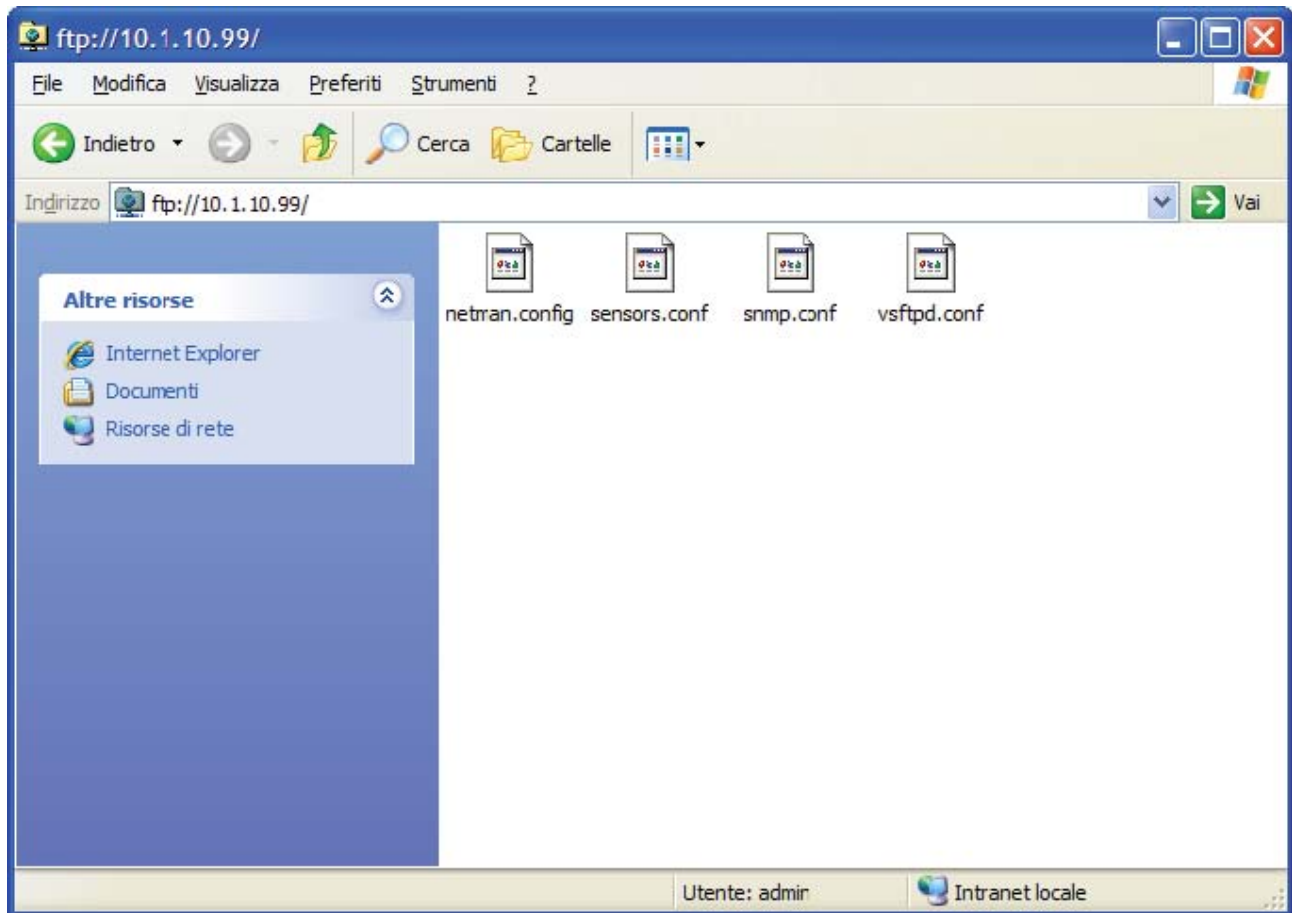 ftp://10.1.10.99/
File Modifica Visualizza Preferiti Strumenti ?
Indietro Cerca Cartelle
Indirizzo ftp://10.1.10.99/ Vai
Altre risorse
Internet Explorer
Documenti
Risorse di rete
netman.config sensors.conf snmp.conf vsftpd.conf
Utente: admin Intranet locale